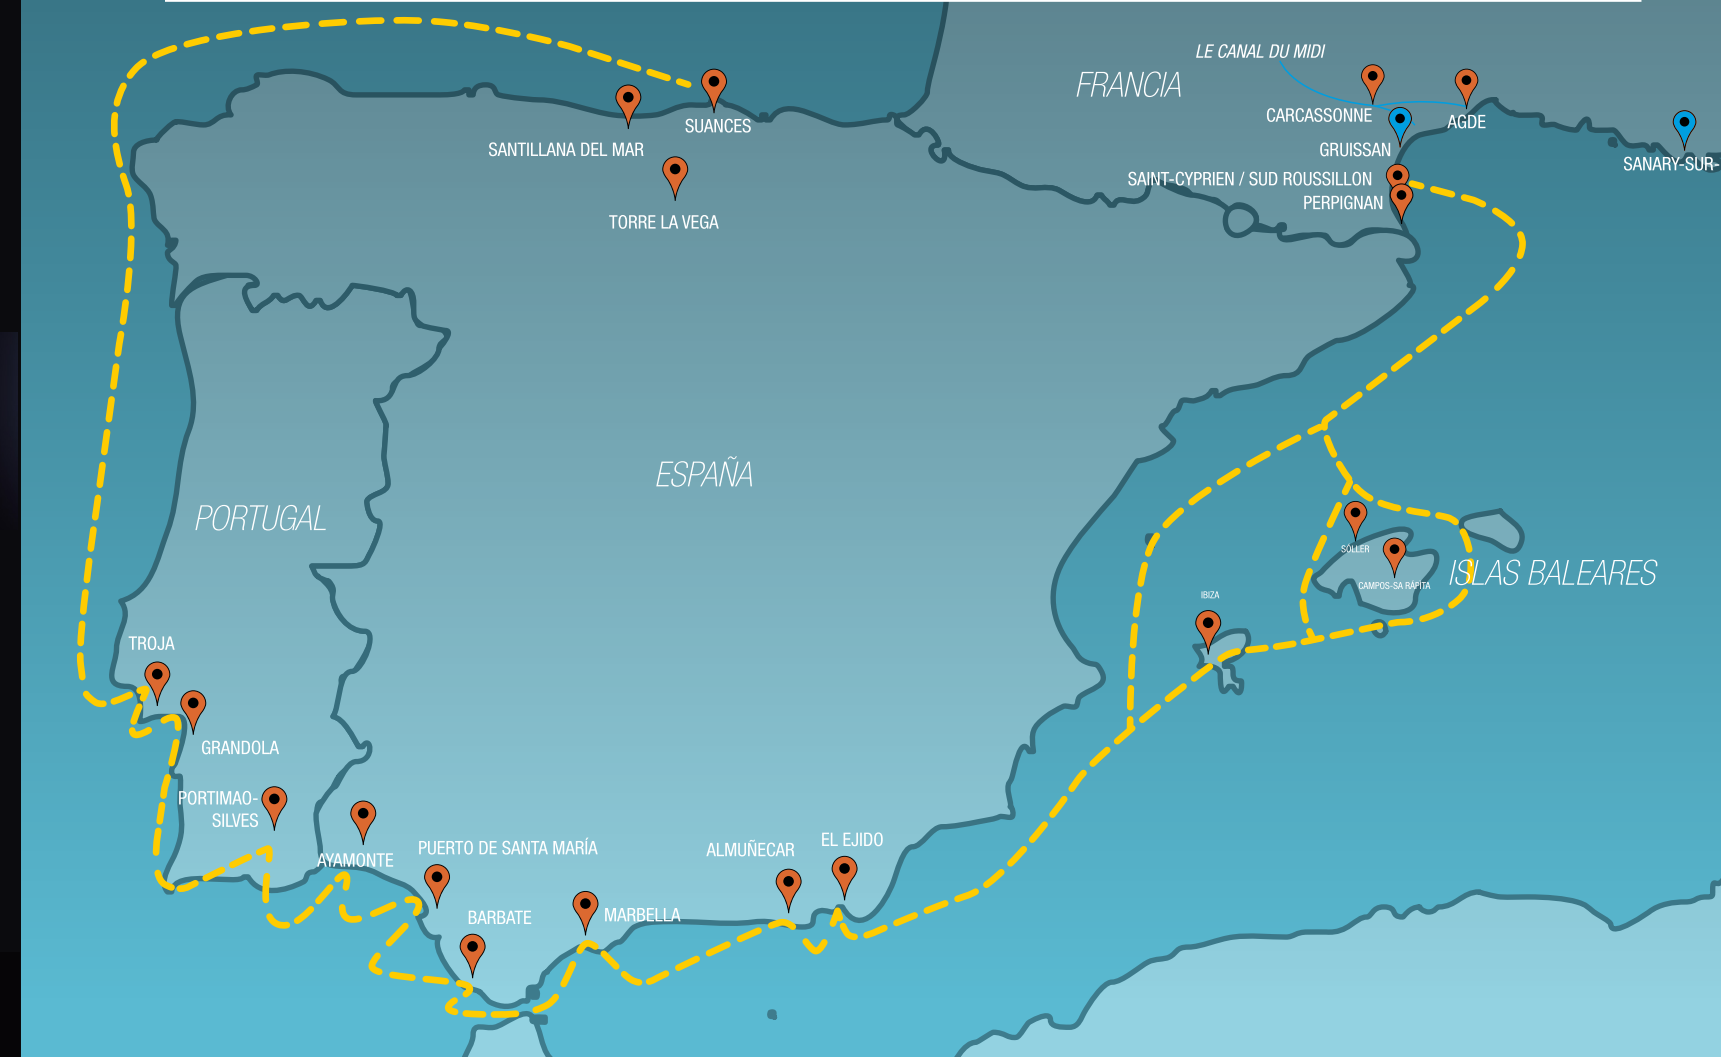 LE CANAL DU MIDI
FRANCIA
CARCASSONNE
AGDE
SUANCES
SANTILLANA DEL MAR
GRUISSAN
SANARY-SUR-
SAINT-CYPRIEN / SUD ROUSSILLON
PERPIGNAN
TORRE LA VEGA
ESPAÑA
PORTUGAL
SÓLLER
ISLAS BALEARES
CAMPOS-SA RÁPITA
IBIZA
TROJA
GRANDOLA
PORTIMAO-
SILVES
AYAMONTE
PUERTO DE SANTA MARÍA
ALMUÑECAR
EL EJIDO
BARBATE
MARBELLA